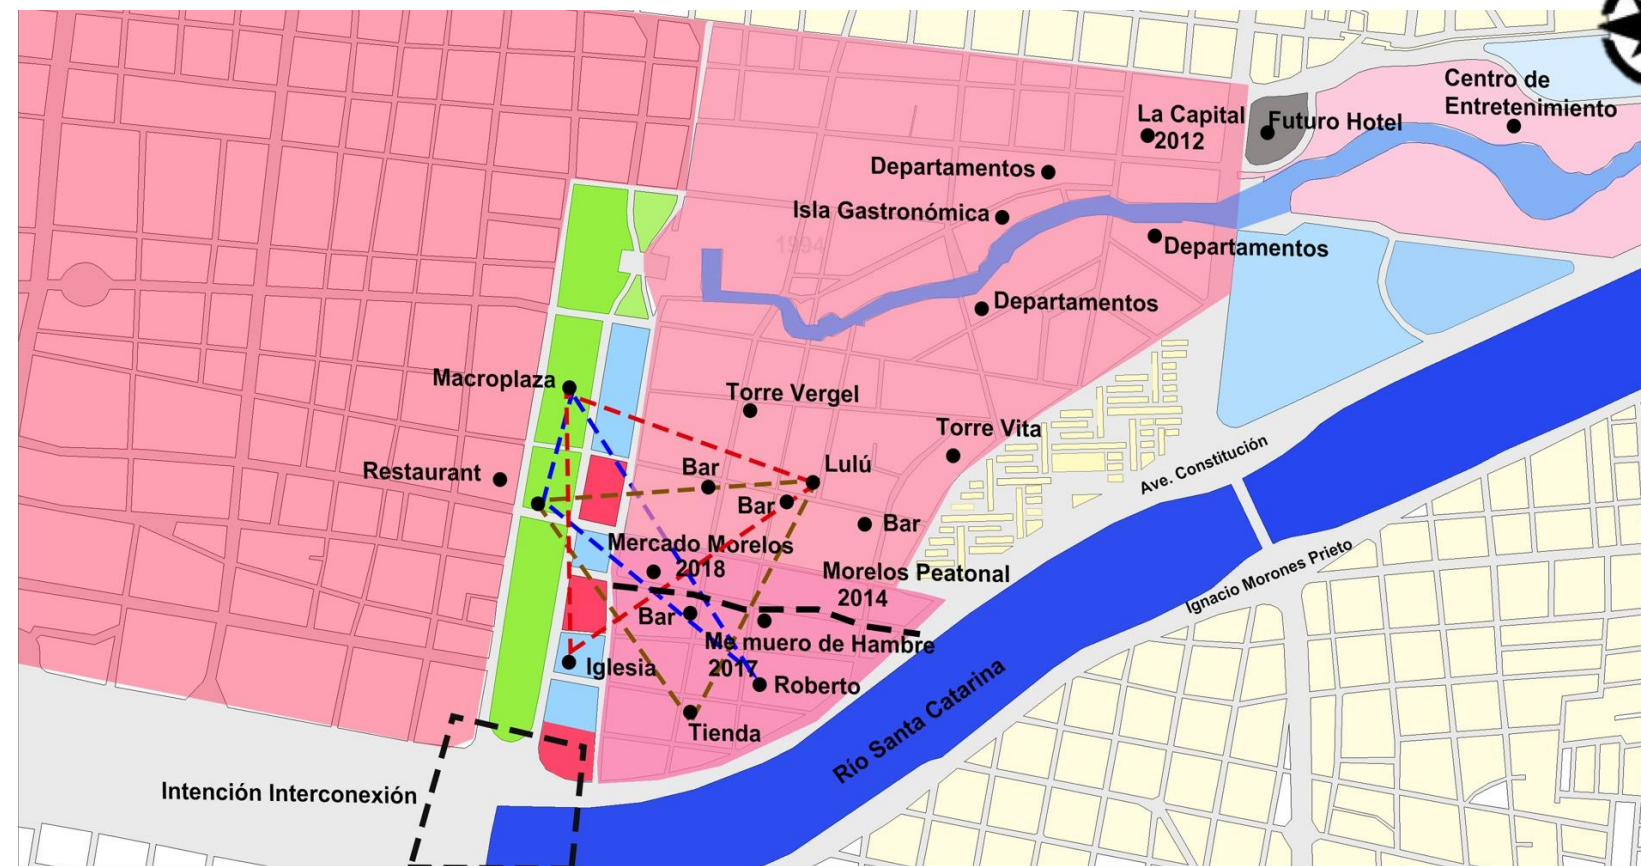 Centro de
Entretenimiento
La Capital
2012
Futuro Hotel
Departamentos
Isla Gastronómica
1994
Departamentos
Departamentos
Macroplaza
Torre Vergel
Torre Vita
Restaurant
Bar
Lulú
Bar
Bar
Ave. Constitución
Mercado Morelos
2018
Morelos Peatonal
2014
Ignacio Morones Prieto
Bar
Me muero de Hambre
2017
Iglesia
Roberto
Tienda
Río Santa Catarina
Intención Interconexión